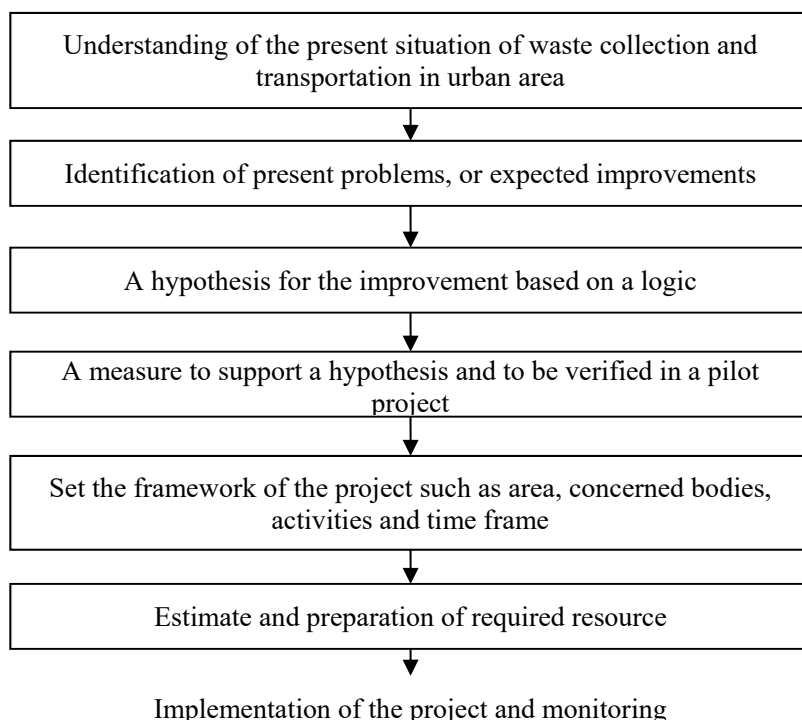 Understanding of the present situation of waste collection and
transportation in urban area
Identification of present problems, or expected improvements
A hypothesis for the improvement based on a logic
A measure to support a hypothesis and to be verified in a pilot
project
Set the framework of the project such as area, concerned bodies,
activities and time frame
Estimate and preparation of required resource
Implementation of the project and monitoring